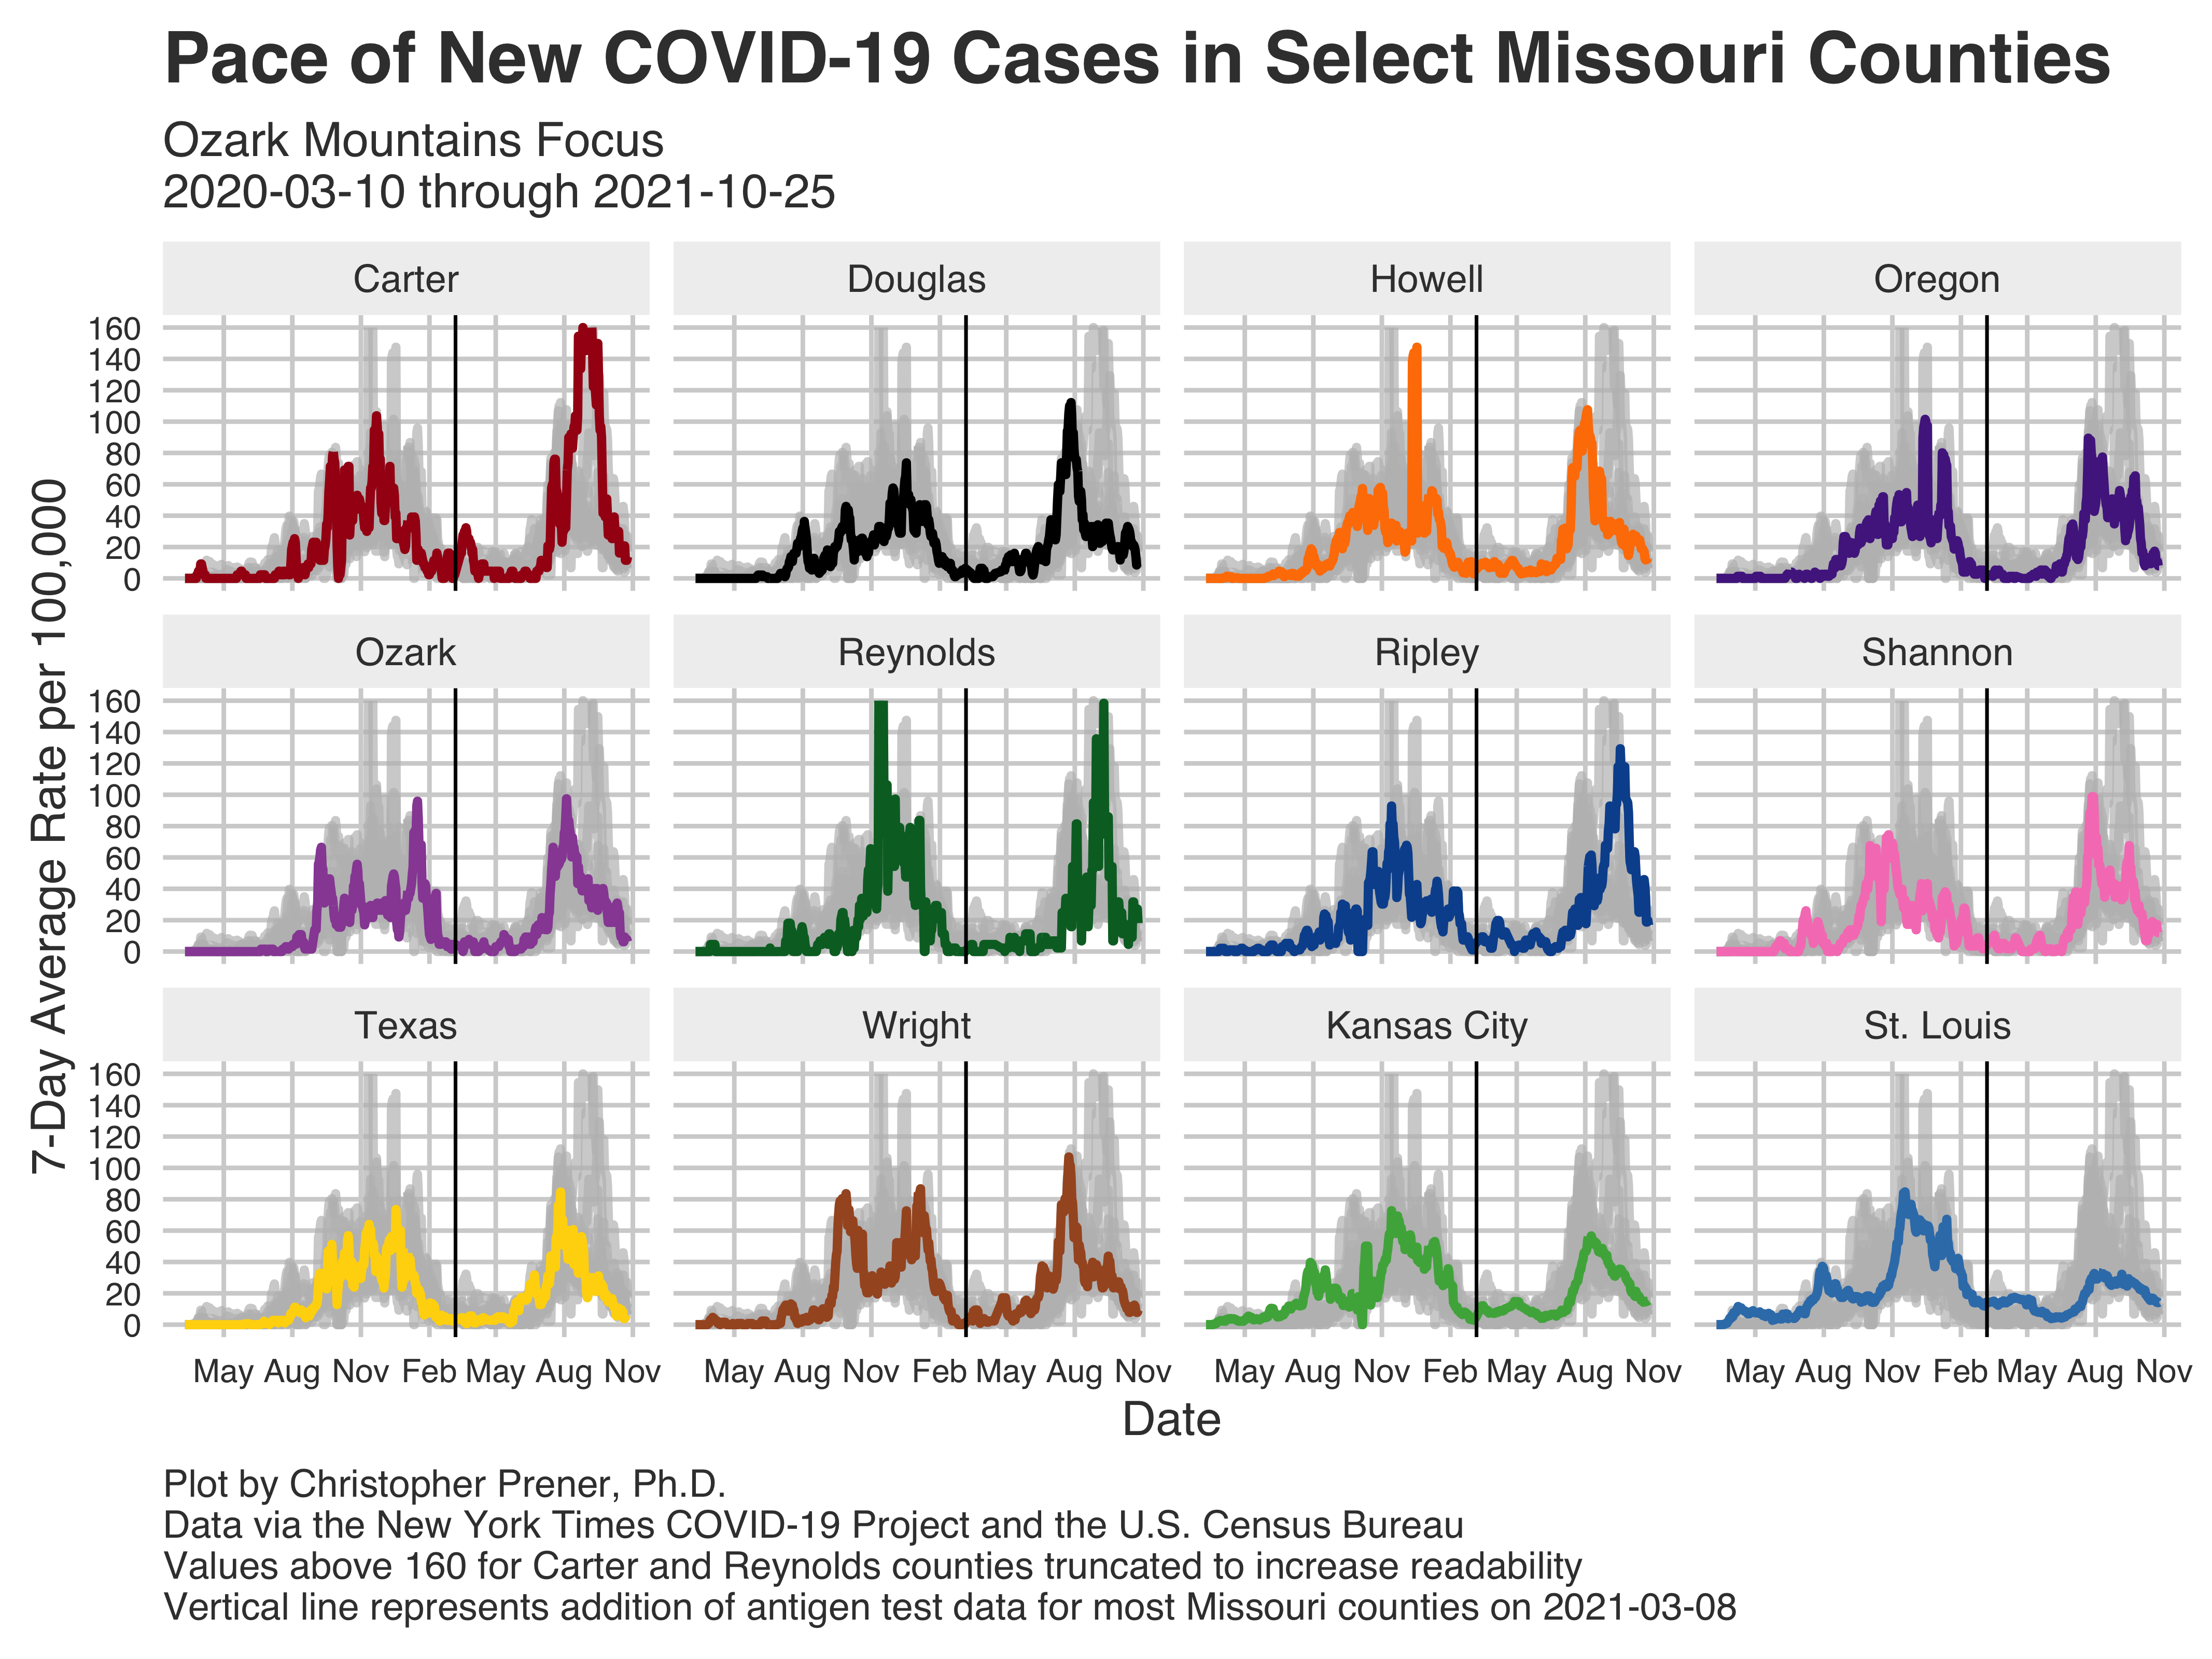 Pace of New COVID-19 Cases in Select Missouri Counties
Ozark Mountains Focus
2020-03-10 through 2021-10-25
7-Day Average Rate per 100,000
Carter Douglas Howell Oregon
160
140
120
100
80
60
40
20
0
Ozark Reynolds Ripley Shannon
160
140
120
100
80
60
40
20
0
Texas Wright Kansas City St. Louis
160
140
120
100
80
60
40
20
0
May Aug Nov Feb May Aug Nov May Aug Nov Feb May Aug Nov May Aug Nov Feb May Aug Nov May Aug Nov Feb May Aug Nov
Date
Plot by Christopher Prener, Ph.D.
Data via the New York Times COVID-19 Project and the U.S. Census Bureau
Values above 160 for Carter and Reynolds counties truncated to increase readability
Vertical line represents addition of antigen test data for most Missouri counties on 2021-03-08